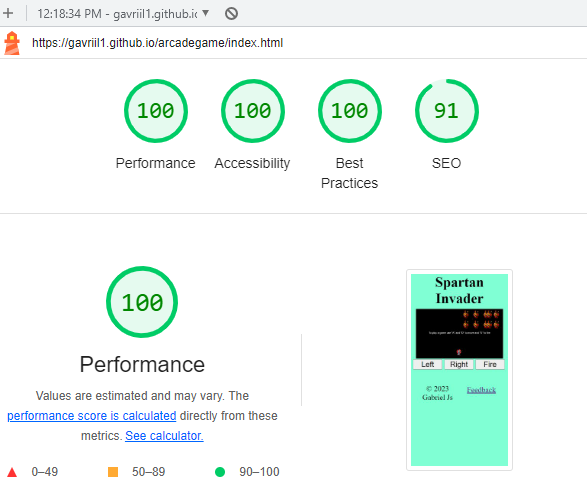 12:18:34 PM - gavriil1.github.ic
https://gavriil1.github.io/arcadegame/index.html
100
100
100
91
Performance
Accessibility
Best
Practices
SEO
100
Performance
Values are estimated and may vary. The
performance score is calculated directly from these
metrics. See calculator.
0–49
50–89
90–100
Spartan
Invader
Left
Right
Fire
© 2023
Gabriel Js
Feedback